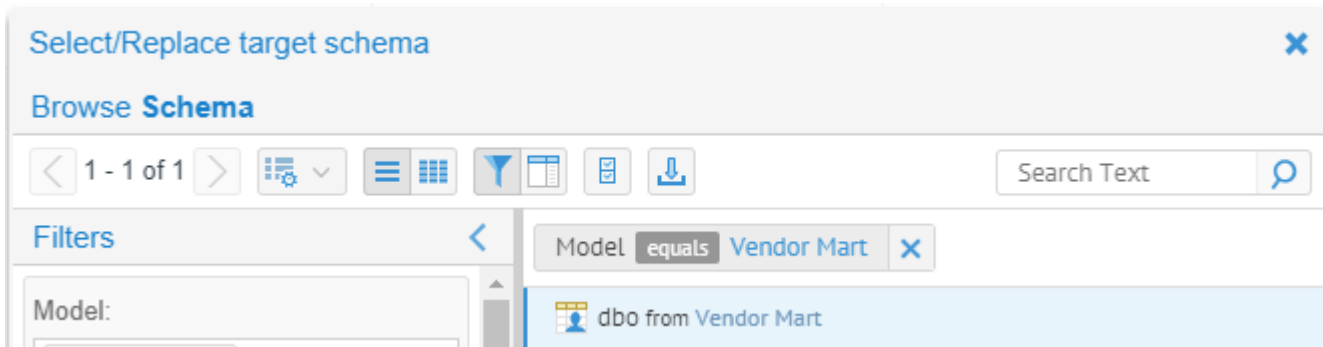 Select/Replace target schema
Browse Schema
1 - 1 of 1
Search Text
Filters
Model equals Vendor Mart
Model:
dbo from Vendor Mart